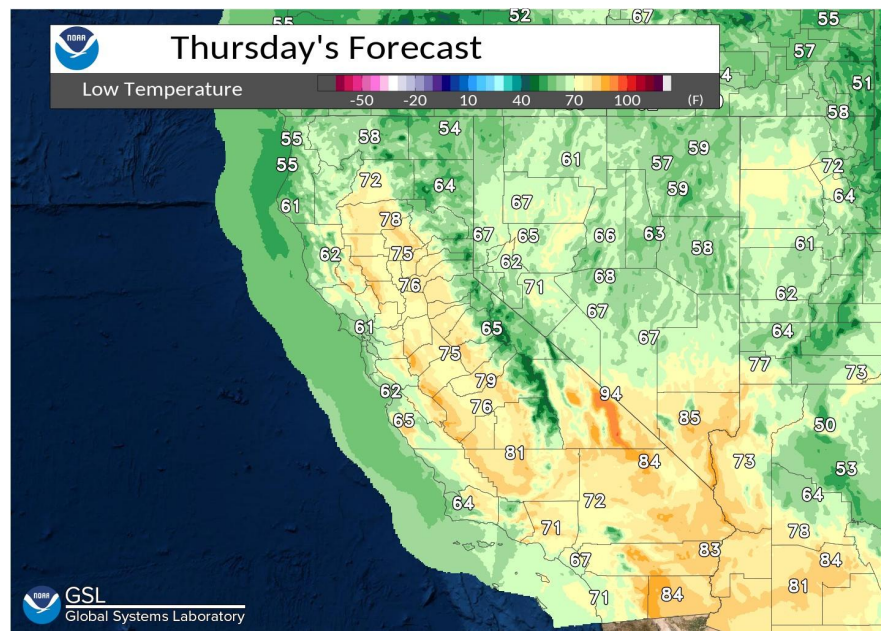 55 52 67 55
NOAA
Thursday's Forecast
57
Low Temperature
-50 -20 10 40 70 100 (F)
51
58
55 58 54
55 61 57 59
72 64 59 72
61 78 67 64
62 75 67 65 66 63 58 61
76 62 71 68 62
61 65 67 67 64
75 77 73
62 79 94
65 76 85 50
81 84 73 53
64 72 64
71 78
67 83 84
71 84 81
NOAA GSL
Global Systems Laboratory